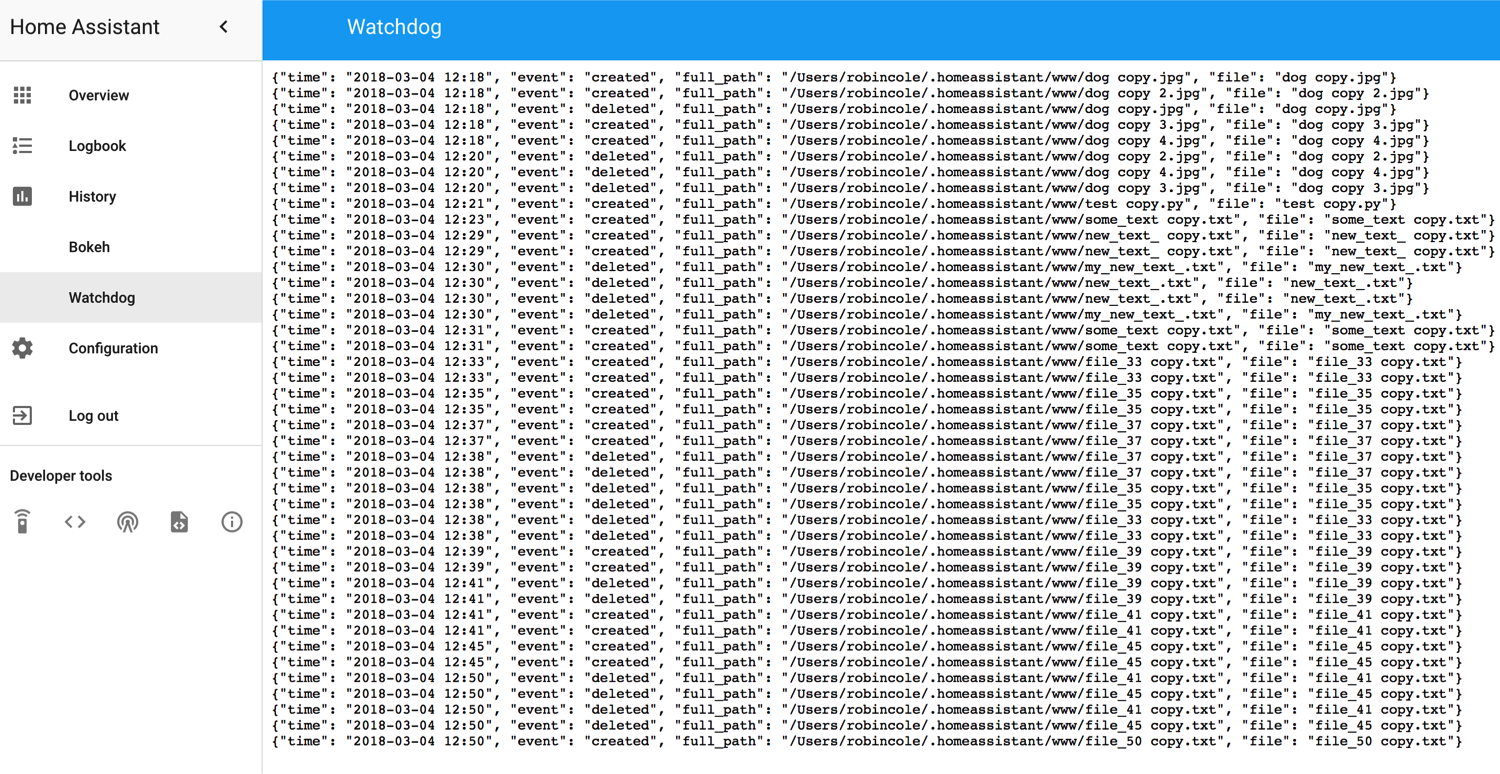 Home Assistant
Watchdog
Overview
Logbook
History
Bokeh
Watchdog
Configuration
Log out
Developer tools
{"time": "2018-03-04 12:18", "event": "created", "full_path": "/Users/robincole/.homeassistant/www/dog copy.jpg", "file": "dog copy.jpg"}
{"time": "2018-03-04 12:18", "event": "created", "full_path": "/Users/robincole/.homeassistant/www/dog copy 2.jpg", "file": "dog copy 2.jpg"}
{"time": "2018-03-04 12:18", "event": "deleted", "full_path": "/Users/robincole/.homeassistant/www/dog copy.jpg", "file": "dog copy.jpg"}
{"time": "2018-03-04 12:18", "event": "created", "full_path": "/Users/robincole/.homeassistant/www/dog copy 3.jpg", "file": "dog copy 3.jpg"}
{"time": "2018-03-04 12:18", "event": "created", "full_path": "/Users/robincole/.homeassistant/www/dog copy 4.jpg", "file": "dog copy 4.jpg"}
{"time": "2018-03-04 12:20", "event": "deleted", "full_path": "/Users/robincole/.homeassistant/www/dog copy 2.jpg", "file": "dog copy 2.jpg"}
{"time": "2018-03-04 12:20", "event": "deleted", "full_path": "/Users/robincole/.homeassistant/www/dog copy 4.jpg", "file": "dog copy 4.jpg"}
{"time": "2018-03-04 12:20", "event": "deleted", "full_path": "/Users/robincole/.homeassistant/www/dog copy 3.jpg", "file": "dog copy 3.jpg"}
{"time": "2018-03-04 12:21", "event": "created", "full_path": "/Users/robincole/.homeassistant/www/test copy.py", "file": "test copy.py"}
{"time": "2018-03-04 12:23", "event": "created", "full_path": "/Users/robincole/.homeassistant/www/some_text copy.txt", "file": "some_text copy.txt"}
{"time": "2018-03-04 12:29", "event": "created", "full_path": "/Users/robincole/.homeassistant/www/new_text_ copy.txt", "file": "new_text_ copy.txt"}
{"time": "2018-03-04 12:29", "event": "created", "full_path": "/Users/robincole/.homeassistant/www/new_text_ copy.txt", "file": "new_text_ copy.txt"}
{"time": "2018-03-04 12:30", "event": "deleted", "full_path": "/Users/robincole/.homeassistant/www/my_new_text_.txt", "file": "my_new_text_.txt"}
{"time": "2018-03-04 12:30", "event": "deleted", "full_path": "/Users/robincole/.homeassistant/www/new_text_.txt", "file": "new_text_.txt"}
{"time": "2018-03-04 12:30", "event": "deleted", "full_path": "/Users/robincole/.homeassistant/www/new_text_.txt", "file": "new_text_.txt"}
{"time": "2018-03-04 12:30", "event": "deleted", "full_path": "/Users/robincole/.homeassistant/www/my_new_text_.txt", "file": "my_new_text_.txt"}
{"time": "2018-03-04 12:31", "event": "created", "full_path": "/Users/robincole/.homeassistant/www/some_text copy.txt", "file": "some_text copy.txt"}
{"time": "2018-03-04 12:31", "event": "created", "full_path": "/Users/robincole/.homeassistant/www/some_text copy.txt", "file": "some_text copy.txt"}
{"time": "2018-03-04 12:33", "event": "created", "full_path": "/Users/robincole/.homeassistant/www/file_33 copy.txt", "file": "file_33 copy.txt"}
{"time": "2018-03-04 12:33", "event": "created", "full_path": "/Users/robincole/.homeassistant/www/file_33 copy.txt", "file": "file_33 copy.txt"}
{"time": "2018-03-04 12:35", "event": "created", "full_path": "/Users/robincole/.homeassistant/www/file_35 copy.txt", "file": "file_35 copy.txt"}
{"time": "2018-03-04 12:35", "event": "created", "full_path": "/Users/robincole/.homeassistant/www/file_35 copy.txt", "file": "file_35 copy.txt"}
{"time": "2018-03-04 12:37", "event": "created", "full_path": "/Users/robincole/.homeassistant/www/file_37 copy.txt", "file": "file_37 copy.txt"}
{"time": "2018-03-04 12:37", "event": "created", "full_path": "/Users/robincole/.homeassistant/www/file_37 copy.txt", "file": "file_37 copy.txt"}
{"time": "2018-03-04 12:38", "event": "deleted", "full_path": "/Users/robincole/.homeassistant/www/file_37 copy.txt", "file": "file_37 copy.txt"}
{"time": "2018-03-04 12:38", "event": "deleted", "full_path": "/Users/robincole/.homeassistant/www/file_37 copy.txt", "file": "file_37 copy.txt"}
{"time": "2018-03-04 12:38", "event": "deleted", "full_path": "/Users/robincole/.homeassistant/www/file_35 copy.txt", "file": "file_35 copy.txt"}
{"time": "2018-03-04 12:38", "event": "deleted", "full_path": "/Users/robincole/.homeassistant/www/file_35 copy.txt", "file": "file_35 copy.txt"}
{"time": "2018-03-04 12:38", "event": "deleted", "full_path": "/Users/robincole/.homeassistant/www/file_33 copy.txt", "file": "file_33 copy.txt"}
{"time": "2018-03-04 12:38", "event": "deleted", "full_path": "/Users/robincole/.homeassistant/www/file_33 copy.txt", "file": "file_33 copy.txt"}
{"time": "2018-03-04 12:39", "event": "created", "full_path": "/Users/robincole/.homeassistant/www/file_39 copy.txt", "file": "file_39 copy.txt"}
{"time": "2018-03-04 12:39", "event": "created", "full_path": "/Users/robincole/.homeassistant/www/file_39 copy.txt", "file": "file_39 copy.txt"}
{"time": "2018-03-04 12:41", "event": "deleted", "full_path": "/Users/robincole/.homeassistant/www/file_39 copy.txt", "file": "file_39 copy.txt"}
{"time": "2018-03-04 12:41", "event": "deleted", "full_path": "/Users/robincole/.homeassistant/www/file_39 copy.txt", "file": "file_39 copy.txt"}
{"time": "2018-03-04 12:41", "event": "created", "full_path": "/Users/robincole/.homeassistant/www/file_41 copy.txt", "file": "file_41 copy.txt"}
{"time": "2018-03-04 12:41", "event": "created", "full_path": "/Users/robincole/.homeassistant/www/file_41 copy.txt", "file": "file_41 copy.txt"}
{"time": "2018-03-04 12:45", "event": "created", "full_path": "/Users/robincole/.homeassistant/www/file_45 copy.txt", "file": "file_45 copy.txt"}
{"time": "2018-03-04 12:45", "event": "created", "full_path": "/Users/robincole/.homeassistant/www/file_45 copy.txt", "file": "file_45 copy.txt"}
{"time": "2018-03-04 12:50", "event": "deleted", "full_path": "/Users/robincole/.homeassistant/www/file_41 copy.txt", "file": "file_41 copy.txt"}
{"time": "2018-03-04 12:50", "event": "deleted", "full_path": "/Users/robincole/.homeassistant/www/file_45 copy.txt", "file": "file_45 copy.txt"}
{"time": "2018-03-04 12:50", "event": "deleted", "full_path": "/Users/robincole/.homeassistant/www/file_41 copy.txt", "file": "file_41 copy.txt"}
{"time": "2018-03-04 12:50", "event": "deleted", "full_path": "/Users/robincole/.homeassistant/www/file_45 copy.txt", "file": "file_45 copy.txt"}
{"time": "2018-03-04 12:50", "event": "created", "full_path": "/Users/robincole/.homeassistant/www/file_50 copy.txt", "file": "file_50 copy.txt"}